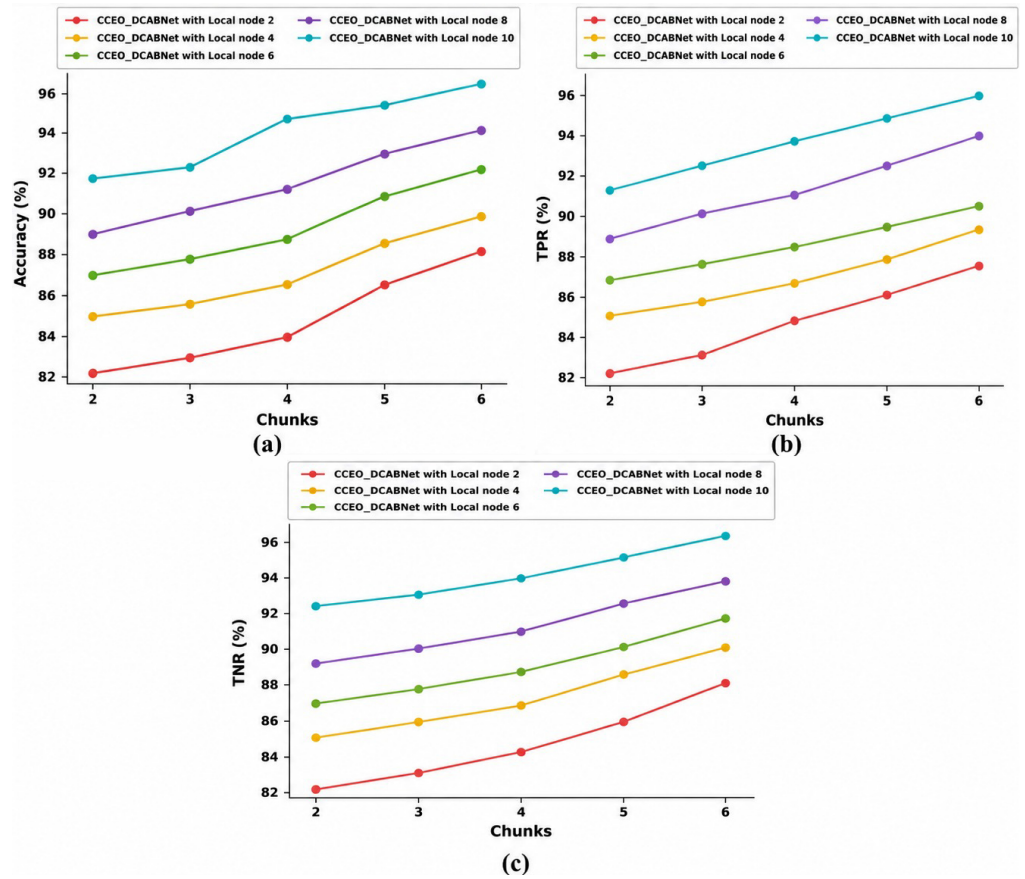 CCEO_DCABNet with Local node 2 CCEO_DCABNet with Local node 8
CCEO_DCABNet with Local node 4 CCEO_DCABNet with Local node 10
CCEO_DCABNet with Local node 6
Accuracy (%)
96
94
92
90
88
86
84
82
2 3 4 5 6
Chunks
(a)
CCEO_DCABNet with Local node 2 CCEO_DCABNet with Local node 8
CCEO_DCABNet with Local node 4 CCEO_DCABNet with Local node 10
CCEO_DCABNet with Local node 6
TPR (%)
96
94
92
90
88
86
84
82
2 3 4 5 6
Chunks
(b)
CCEO_DCABNet with Local node 2 CCEO_DCABNet with Local node 8
CCEO_DCABNet with Local node 4 CCEO_DCABNet with Local node 10
CCEO_DCABNet with Local node 6
TNR (%)
96
94
92
90
88
86
84
82
2 3 4 5 6
Chunks
(c)